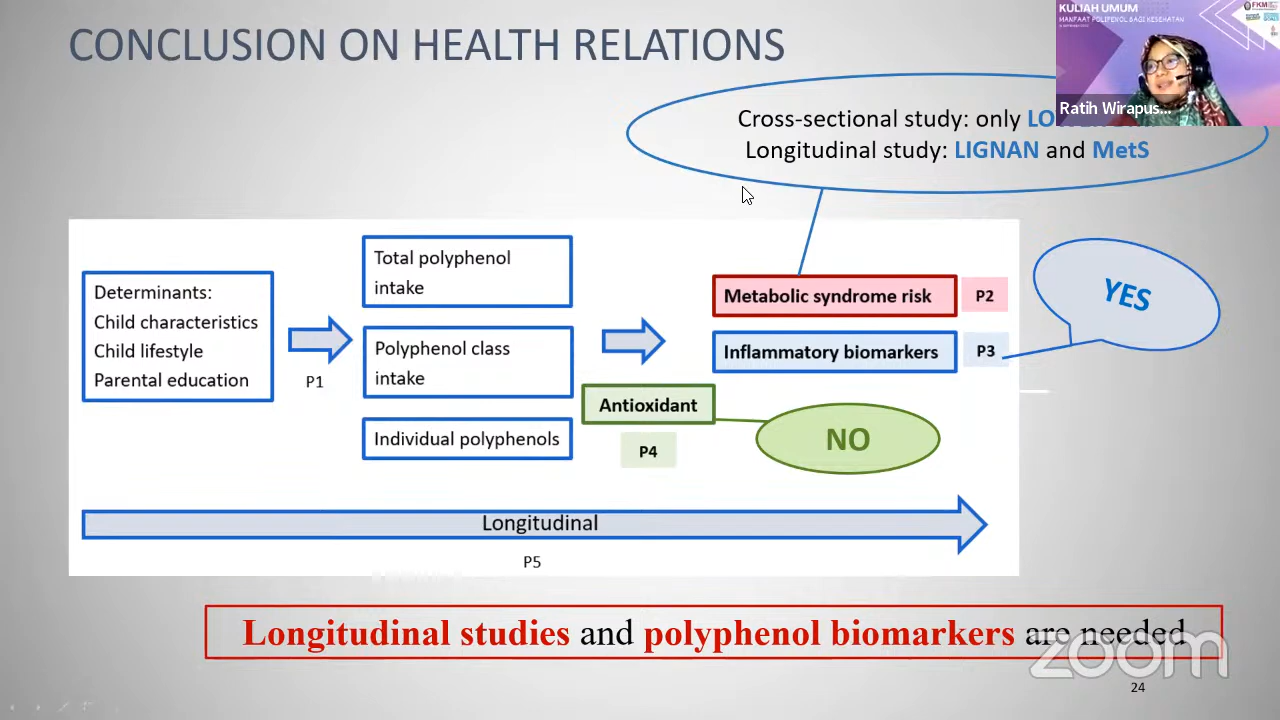 CONCLUSION ON HEALTH RELATIONS
KULIAH UMUM
MANFAAT POLIFENOL BAGI KESEHATAN
FKM
Ratih Wirapus...
Cross-sectional study: only
Longitudinal study: LIGNAN and MetS
Determinants:
Child characteristics
Child lifestyle
Parental education
P1
Total polyphenol
intake
Polyphenol class
intake
Individual polyphenols
Metabolic syndrome risk
P2
Inflammatory biomarkers
P3
YES
Antioxidant
P4
NO
Longitudinal
P5
Longitudinal studies and polyphenol biomarkers are needed
zoom
24